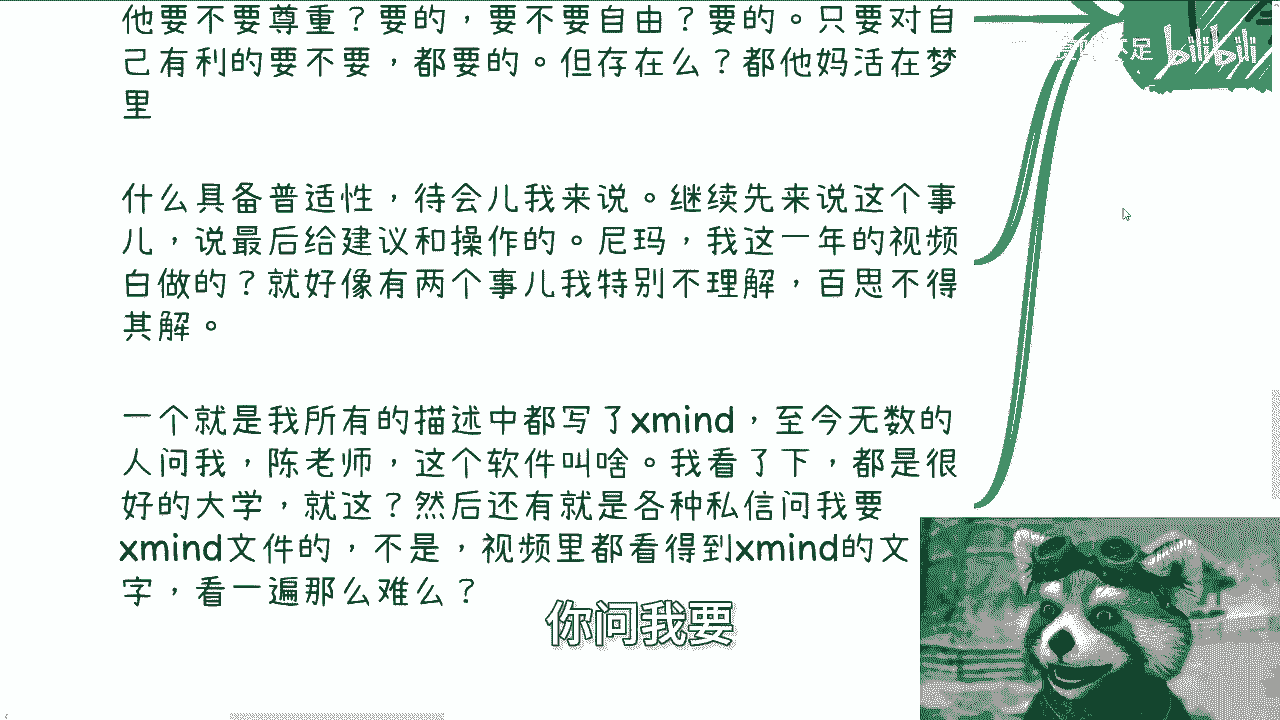 他要不要尊重？要的，要不要自由？要的。只要对自
己有利的要不要，都要的。但存在么？都他妈活在梦
里
什么具备普适性，待会儿我来说。继续先来说这个事
儿，说最后给建议和操作的。尼玛，我这一年的视频
白做的？就好像有两个事儿我特别不理解，百思不得
其解。
一个就是我所有的描述中都写了xmind，至今无数的
人问我，陈老师，这个软件叫啥。我看了下，都是很
好的大学，就这？然后还有就是各种私信问我要
xmind文件的，不是，视频里都看得到xmind的文
字，看一遍那么难么？
你问我要
bilibili